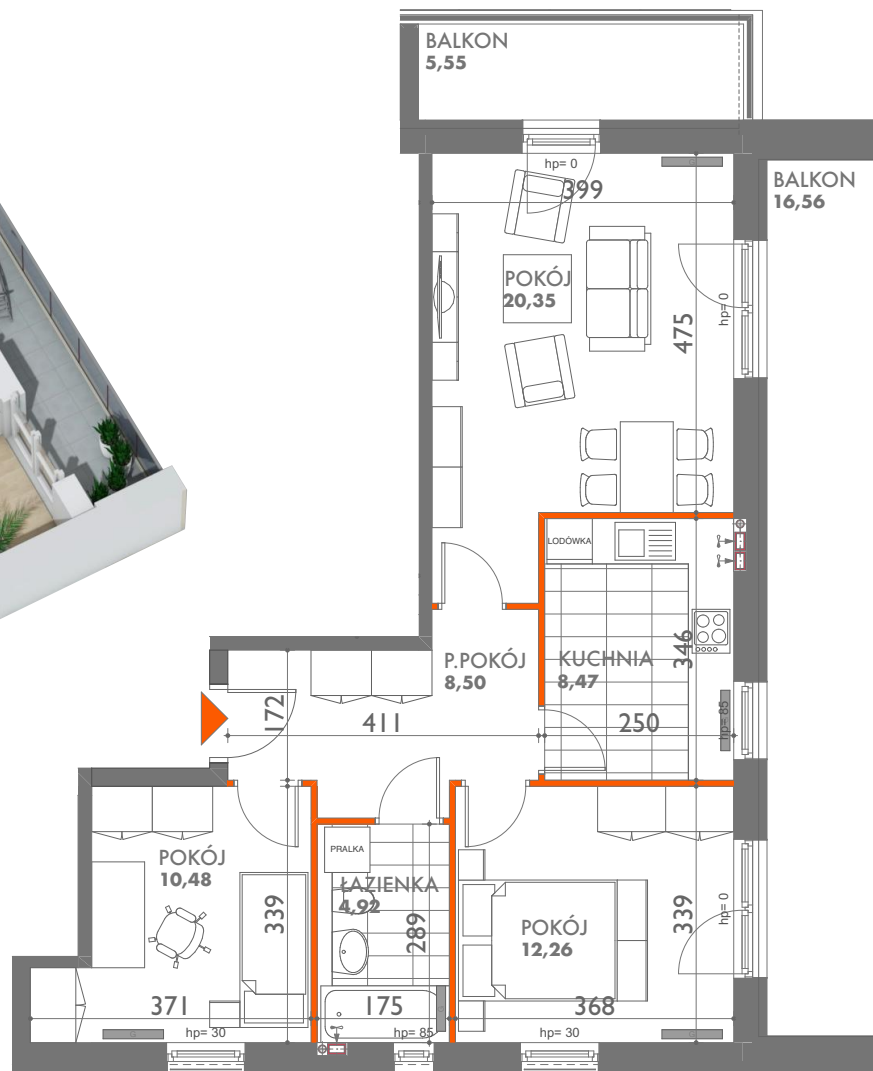 BALKON
5,55
hp= 0
399
BALKON
16,56
POKÓJ
20,35
hp= 0
475
LODÓWKA
P.POKÓJ
8,50
KUCHNIA
8,47
346
172
411
250
hp= 85
PRALKA
POKÓJ
10,48
ŁAZIENKA
4,92
339
289
POKÓJ
12,26
339
hp= 0
371
175
368
hp= 30
hp= 85
hp= 30